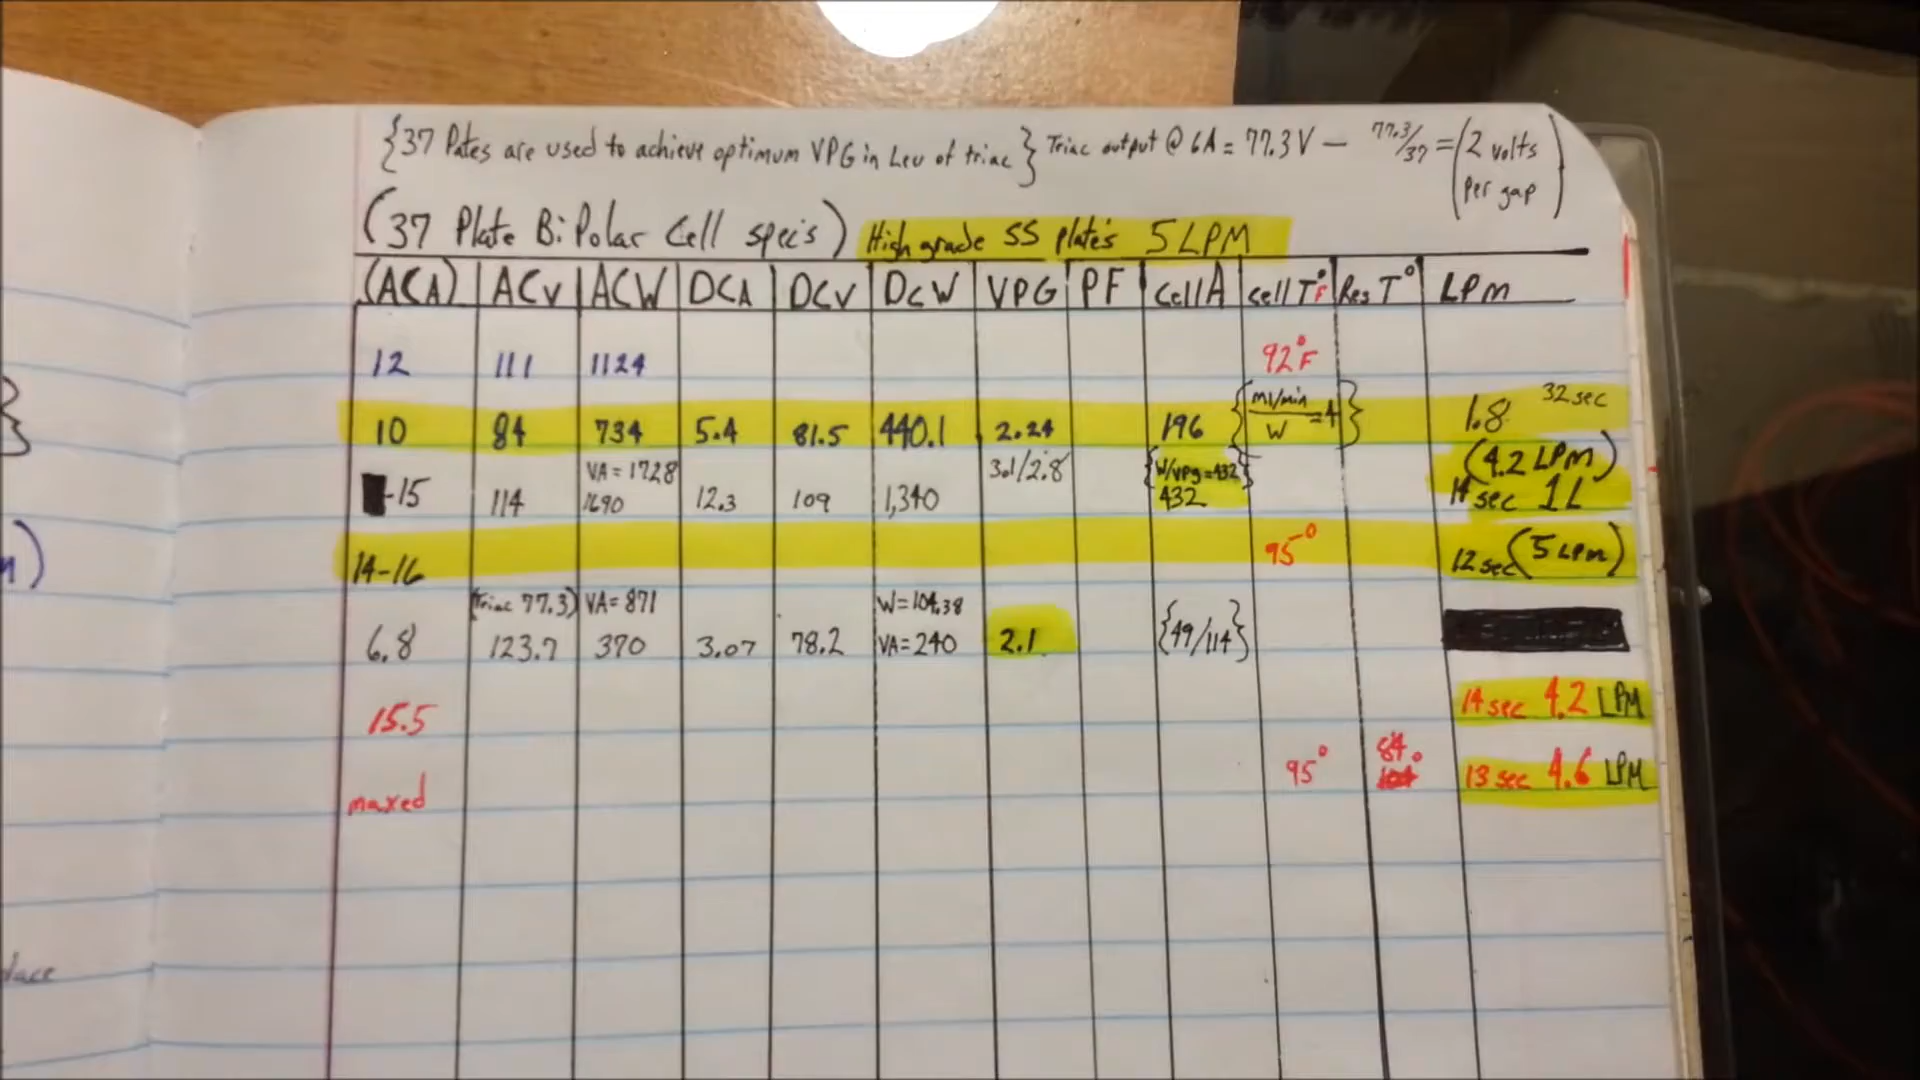 {37 Pates are used to achieve optimum VPG in Leu of triac} Triac output @ 6A = 77.3V — 77.3/37 = (2 volts per gap)
(37 Plate BiPolar Cell spec's) High grade SS plates 5 LPM
(ACA) ACV ACW DCA DCV DCW VPG PF CellA Cell T°F Res T° LPM
12 111 1124 92°F
10 84 734 5.4 81.5 440.1 2.24 196 {ml/min / W = 4} 1.8 32 sec
VA = 1728 3.1/2.8 {W/VPg=432} (4.2 LPM)
-15 114 1690 12.3 109 1,340 432 14 sec 1L
14-16 95° 12 sec (5 LPM)
(Triac 77.3) VA= 871 W=104.38
6.8 123.7 370 3.07 78.2 VA=240 2.1 {49/114}
15.5 14 sec 4.2 LPM
maxed 95° 84° 13 sec 4.6 LPM
lace